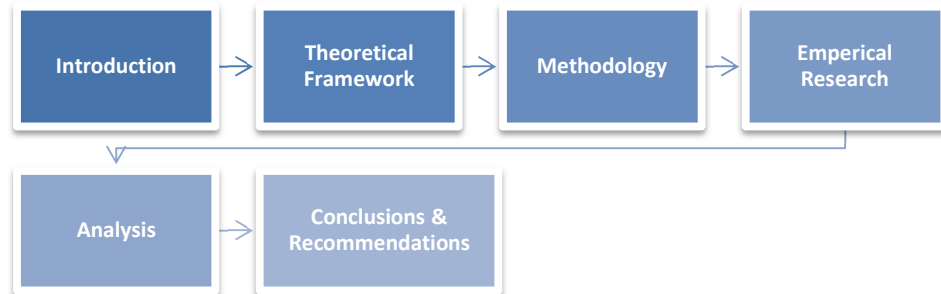 Introduction
Theoretical
Framework
Methodology
Emperical
Research
Analysis
Conclusions &
Recommendations